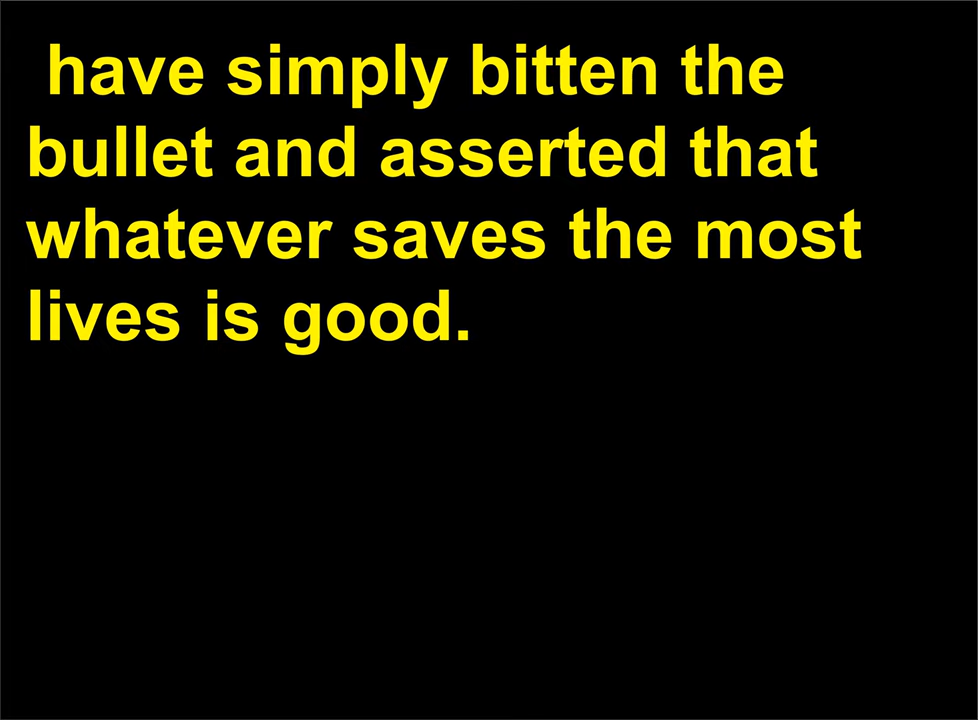 have simply bitten the
bullet and asserted that
whatever saves the most
lives is good.